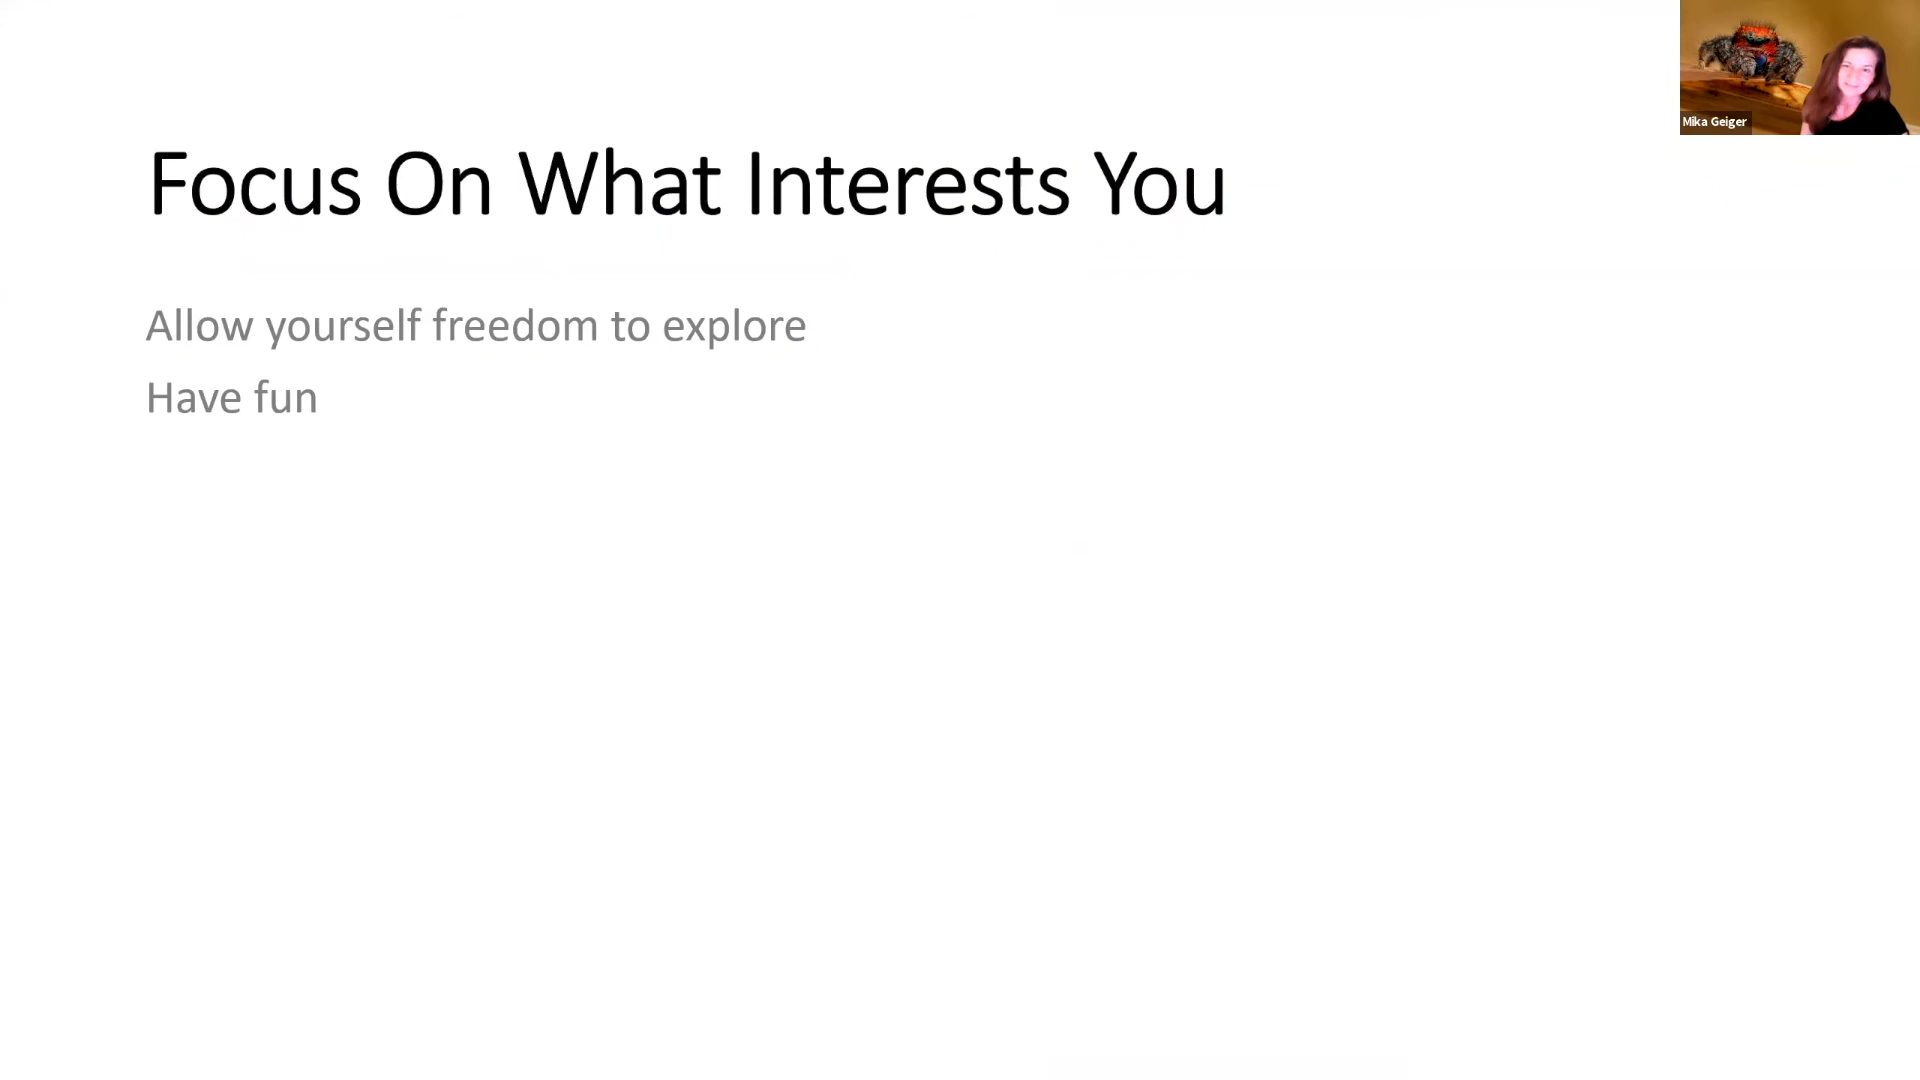 Mika Geiger
Focus On What Interests You
Allow yourself freedom to explore
Have fun